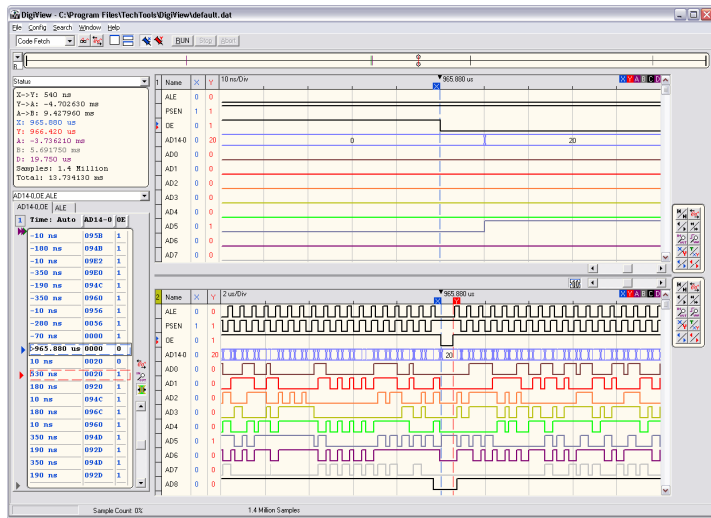 DigiView - C:\Program Files\TechTools\DigiView\default.dat
File Config Search Window Help
Code Fetch RUN Stop Abort
B
Status
X->Y: 540 ns
Y->A: -4.702630 ms
A->B: 9.427960 ms
X: 965.880 us
Y: 966.420 us
A: -3.736210 ms
B: 5.691750 ms
D: 19.750 us
Samples: 1.4 Million
Total: 13.734130 ms
AD14-0,OE,ALE
AD14-0,OE ALE
1 Time: Auto AD14-0 OE
-10 ns 095B 1
-100 ns 094D 1
-10 ns 09E2 1
-350 ns 09E0 1
-190 ns 094C 1
-350 ns 0960 1
-10 ns 0956 1
-200 ns 0056 1
-70 ns 0000 1
>965.880 us 0000 0
10 ns 0020 0
530 ns 0020 1
180 ns 0920 1
10 ns 094C 1
180 ns 096C 1
10 ns 0960 1
350 ns 094D 1
190 ns 092D 1
350 ns 094D 1
190 ns 092D 1
1 Name X Y 10 ns/Div 965.880 us X Y A B C D
X
ALE 0 0
PSEN 1 1
OE 0 1
AD14-0 0 20 0 20
AD0 0 0
AD1 0 0
AD2 0 0
AD3 0 0
AD4 0 0
AD5 0 1
AD6 0 0
AD7 0 0
2 Name X Y 2 us/Div 965.880 us X Y A B C D
X Y
ALE 0 0
PSEN 1 1
OE 0 1
AD14-0 0 20 20
AD0 0 0
AD1 0 0
AD2 0 0
AD3 0 0
AD4 0 0
AD5 0 1
AD6 0 0
AD7 0 0
AD8 0 0
Sample Count 0% 1.4 Million Samples